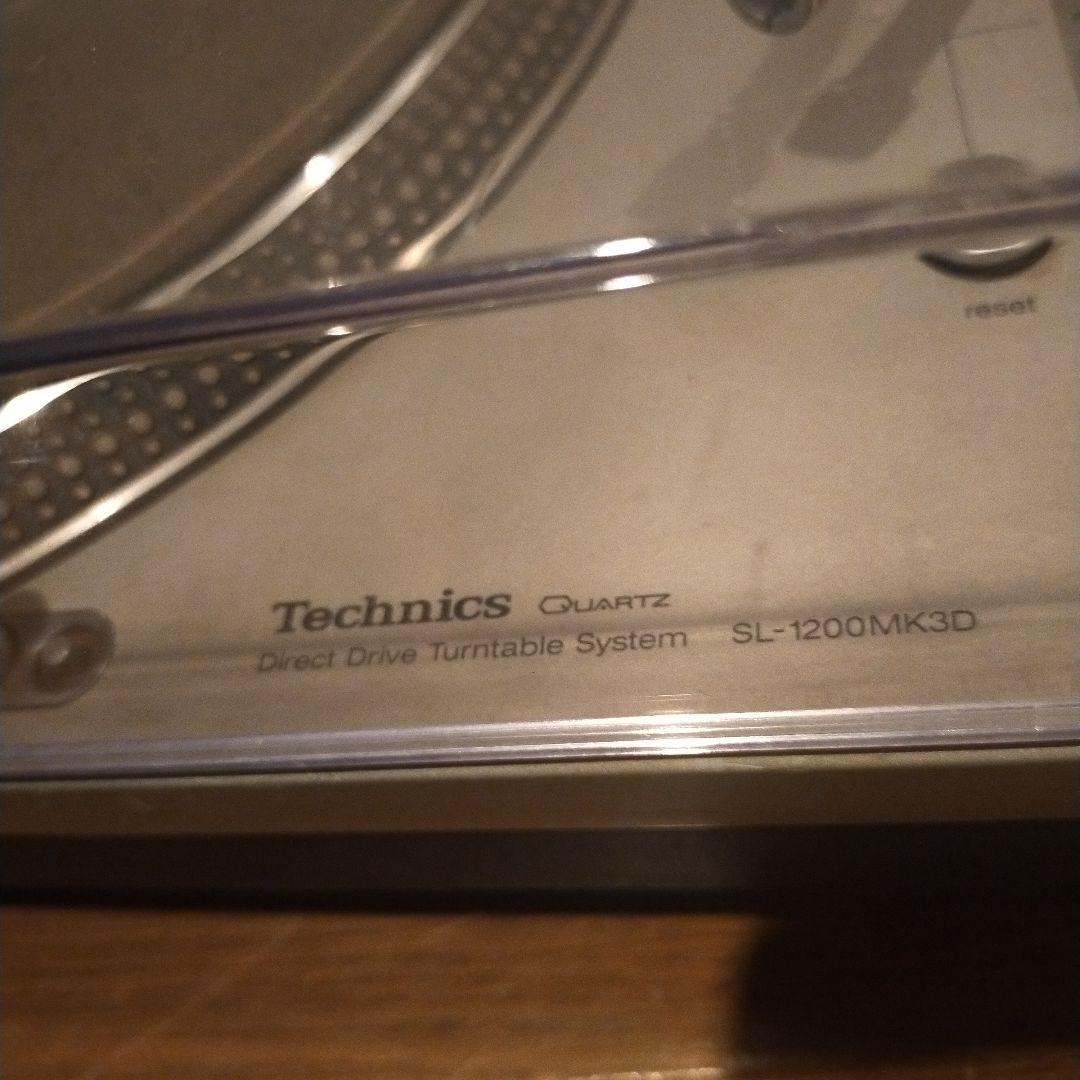 reset
Technics QUARTZ
Direct Drive Turntable System SL-1200MK3D